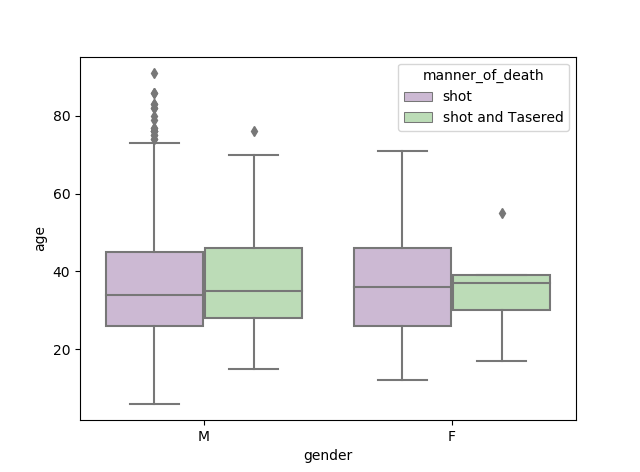 manner_of_death
shot
shot and Tasered
80
60
40
20
age
M F
gender